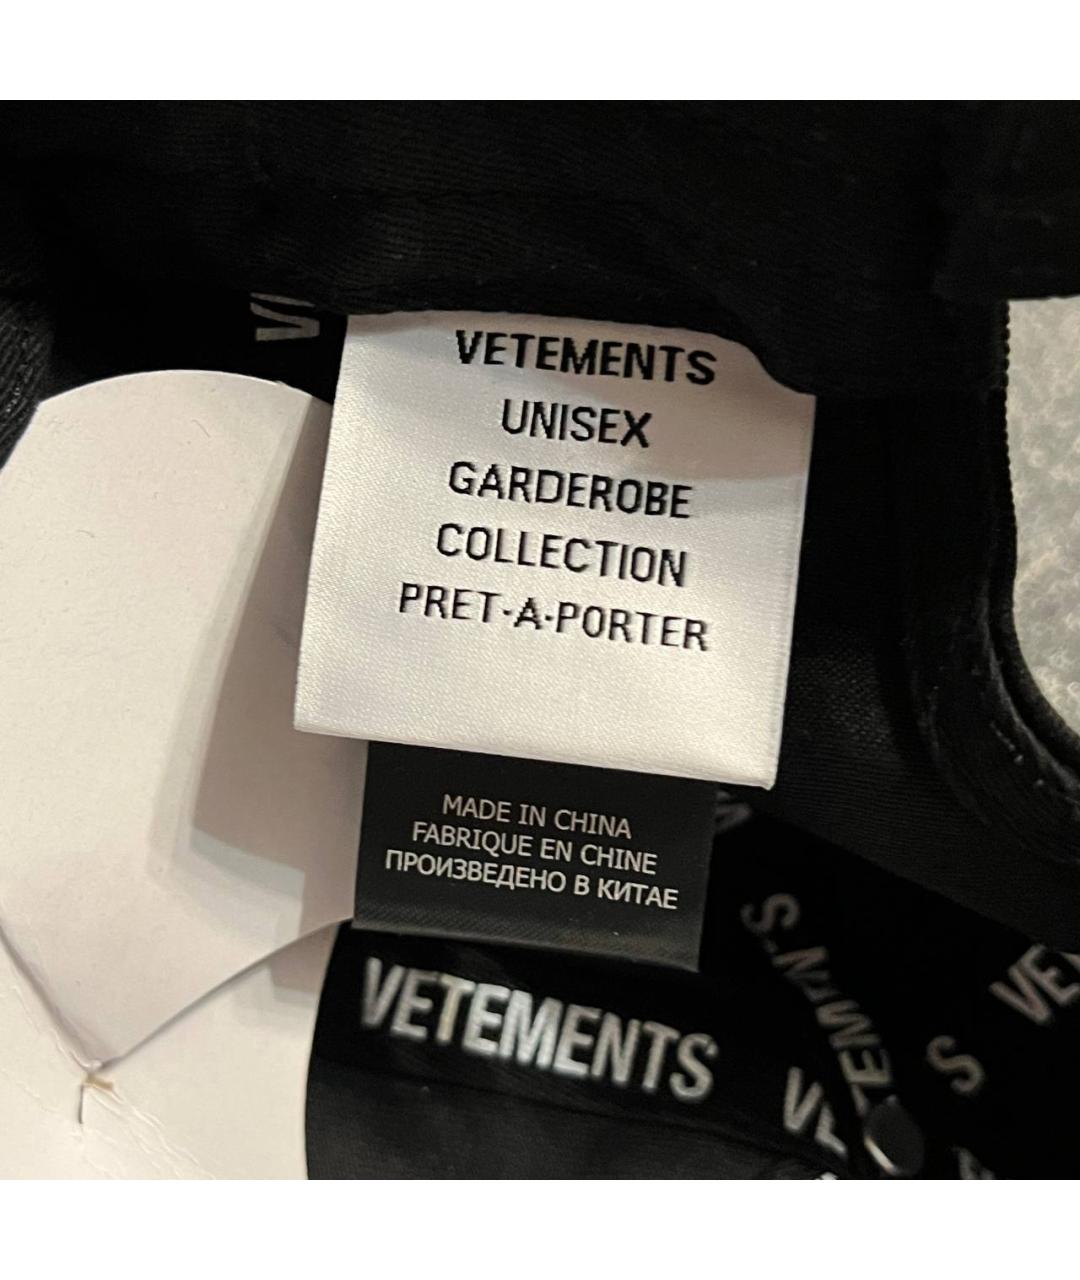 VETEMENTS
UNISEX
GARDEROBE
COLLECTION
PRET-A-PORTER
MADE IN CHINA
FABRIQUE EN CHINE
ПРОИЗВЕДЕНО В КИТАЕ
VETEMENTS